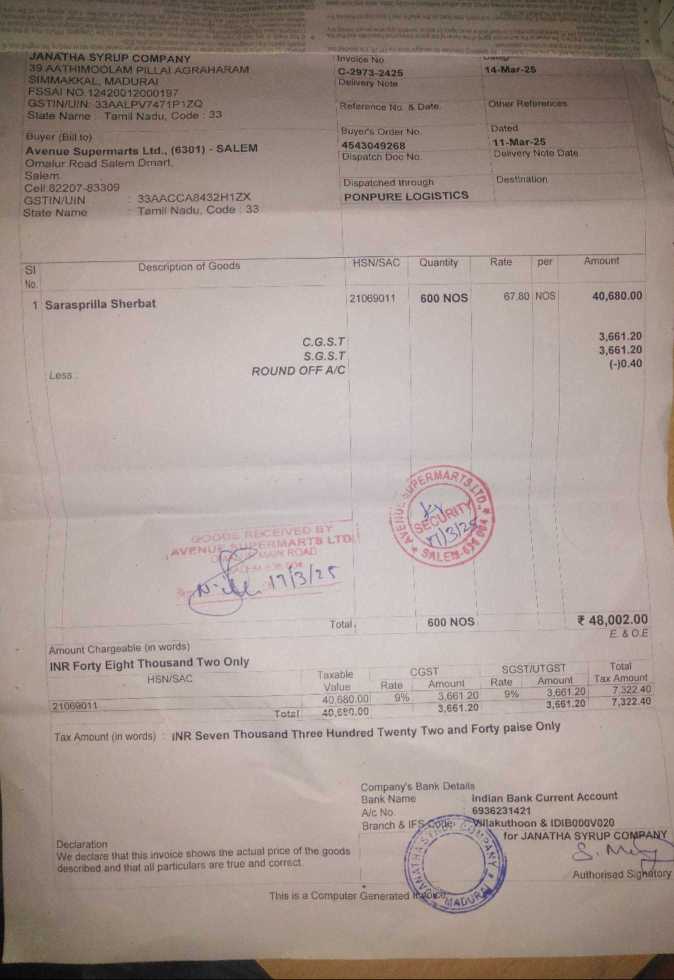 JANATHA SYRUP COMPANY
39 AATHIMOOLAM PILLAI AGRAHARAM
SIMMAKKAL, MADURAI
FSSAI NO.12420012000197
GSTIN/UIN: 33AALPV7471P1ZQ
State Name : Tamil Nadu, Code : 33
Invoice No.
C-2973-2425
14-Mar-25
Delivery Note
Reference No. & Date.
Other References
Buyer (Bill to)
Avenue Supermarts Ltd., (6301) - SALEM
Omalur Road Salem Dmart,
Salem
Cell:82207-83309
GSTIN/UIN : 33AACCA8432H1ZX
State Name : Tamil Nadu, Code : 33
Buyer's Order No.
Dated
4543049268
11-Mar-25
Dispatch Doc No.
Delivery Note Date
Dispatched through
Destination
PONPURE LOGISTICS
Sl No. Description of Goods HSN/SAC Quantity Rate per Amount
1 Sarasprilla Sherbat 21069011 600 NOS 67.80 NOS 40,680.00
C.G.S.T 3,661.20
S.G.S.T 3,661.20
Less : ROUND OFF A/C (-)0.40
AVENUE SUPERMARTS LTD.
SECURITY
17/3/25
SALEM-636 004
GOODS RECEIVED BY
AVENUE SUPERMARTS LTD.
MAIN ROAD
17/3/25
Total 600 NOS ₹ 48,002.00
E. & O.E
Amount Chargeable (in words)
INR Forty Eight Thousand Two Only
HSN/SAC Taxable Value CGST SGST/UTGST Total Tax Amount
Rate Amount Rate Amount
21069011 40,680.00 9% 3,661.20 9% 3,661.20 7,322.40
Total 40,680.00 3,661.20 3,661.20 7,322.40
Tax Amount (in words) : INR Seven Thousand Three Hundred Twenty Two and Forty paise Only
Company's Bank Details
Bank Name : Indian Bank Current Account
A/c No. : 6936231421
Branch & IFS Code: Villakuthoon & IDIB000V020
for JANATHA SYRUP COMPANY
Declaration
We declare that this invoice shows the actual price of the goods
described and that all particulars are true and correct.
JANATHA SYRUP COMPANY
MADURAI
Authorised Signatory
This is a Computer Generated Invoice